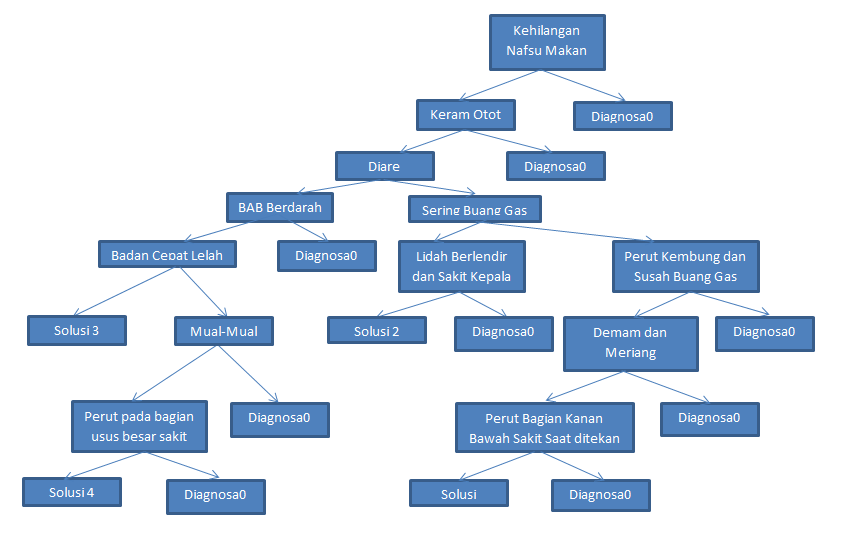 Kehilangan
Nafsu Makan
Keram Otot
Diagnosa0
Diare
Diagnosa0
BAB Berdarah
Sering Buang Gas
Badan Cepat Lelah
Diagnosa0
Lidah Berlendir
dan Sakit Kepala
Diagnosa0
Perut Kembung dan
Susah Buang Gas
Solusi 3
Mual-Mual
Solusi 2
Diagnosa0
Demam dan
Meriang
Diagnosa0
Perut pada bagian
usus besar sakit
Diagnosa0
Perut Bagian Kanan
Bawah Sakit Saat ditekan
Diagnosa0
Solusi 4
Diagnosa0
Solusi
Diagnosa0